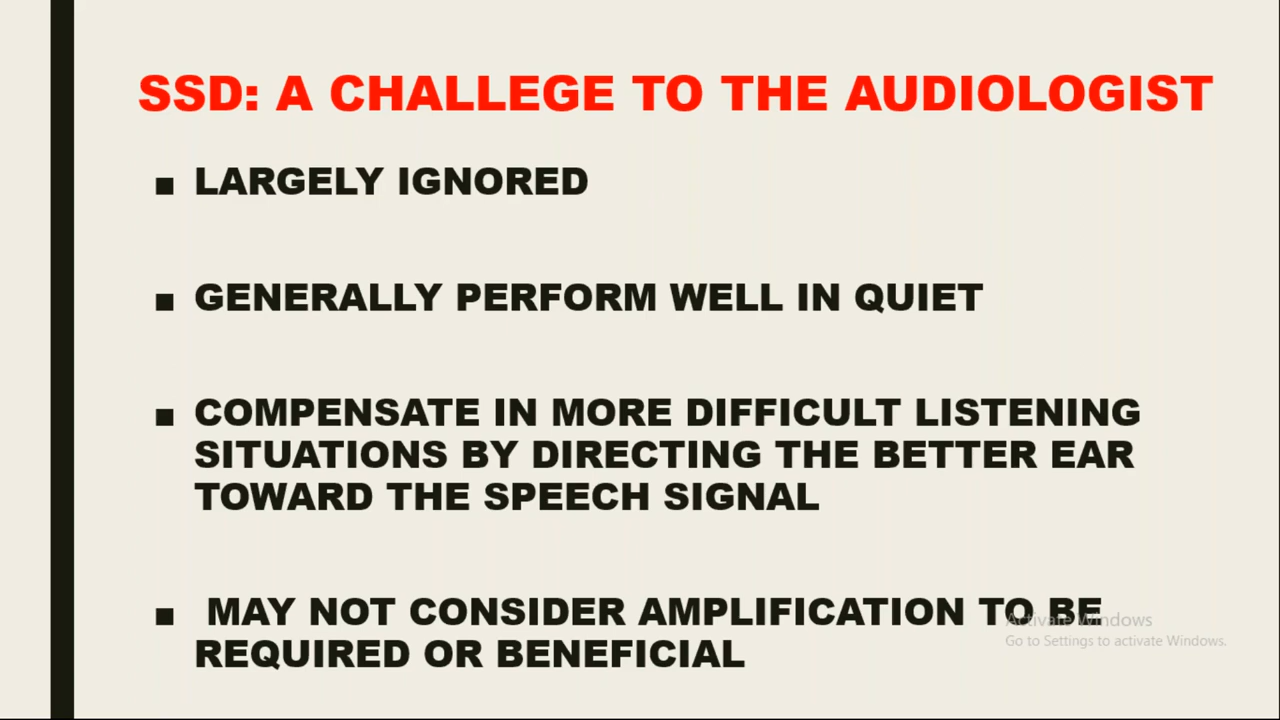 SSD: A CHALLEGE TO THE AUDIOLOGIST
▪ LARGELY IGNORED
▪ GENERALLY PERFORM WELL IN QUIET
▪ COMPENSATE IN MORE DIFFICULT LISTENING
SITUATIONS BY DIRECTING THE BETTER EAR
TOWARD THE SPEECH SIGNAL
▪ MAY NOT CONSIDER AMPLIFICATION TO BE
REQUIRED OR BENEFICIAL
Activate Windows
Go to Settings to activate Windows.